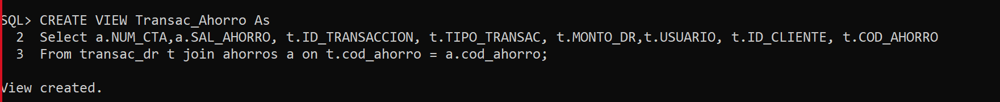 SQL> CREATE VIEW Transac_Ahorro As
2 Select a.NUM_CTA,a.SAL_AHORRO, t.ID_TRANSACCION, t.TIPO_TRANSAC, t.MONTO_DR,t.USUARIO, t.ID_CLIENTE, t.COD_AHORRO
3 From transac_dr t join ahorros a on t.cod_ahorro = a.cod_ahorro;
View created.